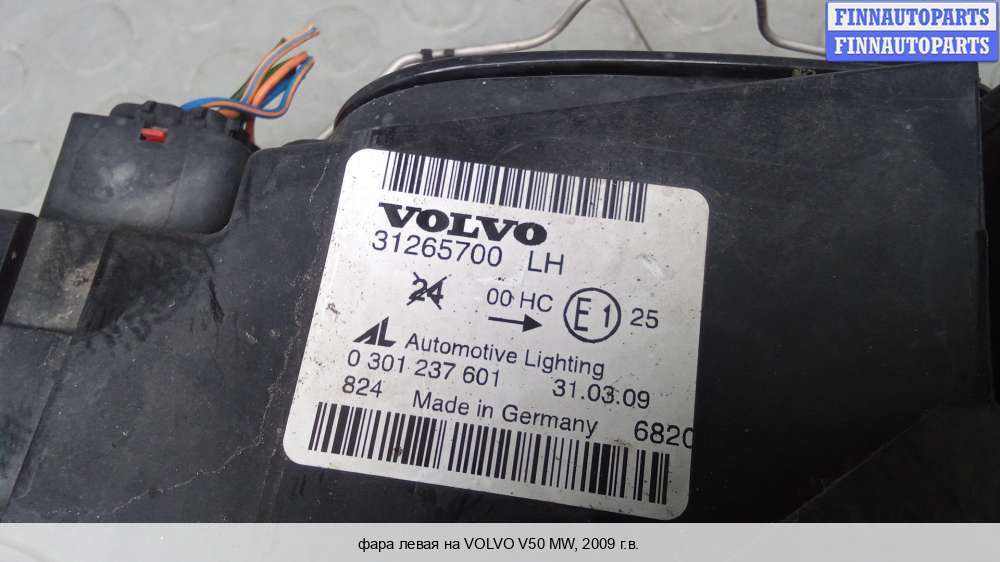 FINNAUTOPARTS
FINNAUTOPARTS
VOLVO
31265700 LH
24 00 HC E1 25
AL Automotive Lighting
0 301 237 601 31.03.09
824 Made in Germany 6820
фара левая на VOLVO V50 MW, 2009 г.в.